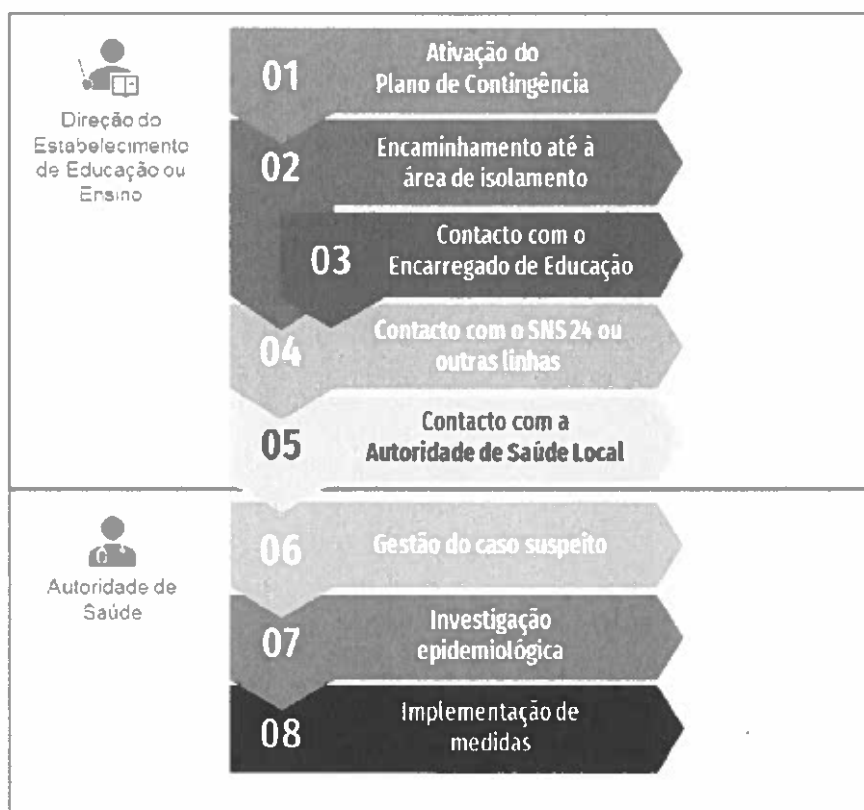 Direção do
Estabelecimento
de Educação ou
Ensino
01
Ativação do
Plano de Contingência
02
Encaminhamento até à
área de isolamento
03
Contacto com o
Encarregado de Educação
04
Contacto com o SNS 24 ou
outras linhas
05
Contacto com a
Autoridade de Saúde Local
Autoridade de
Saúde
06
Gestão do caso suspeito
07
Investigação
epidemiológica
08
Implementação de
medidas